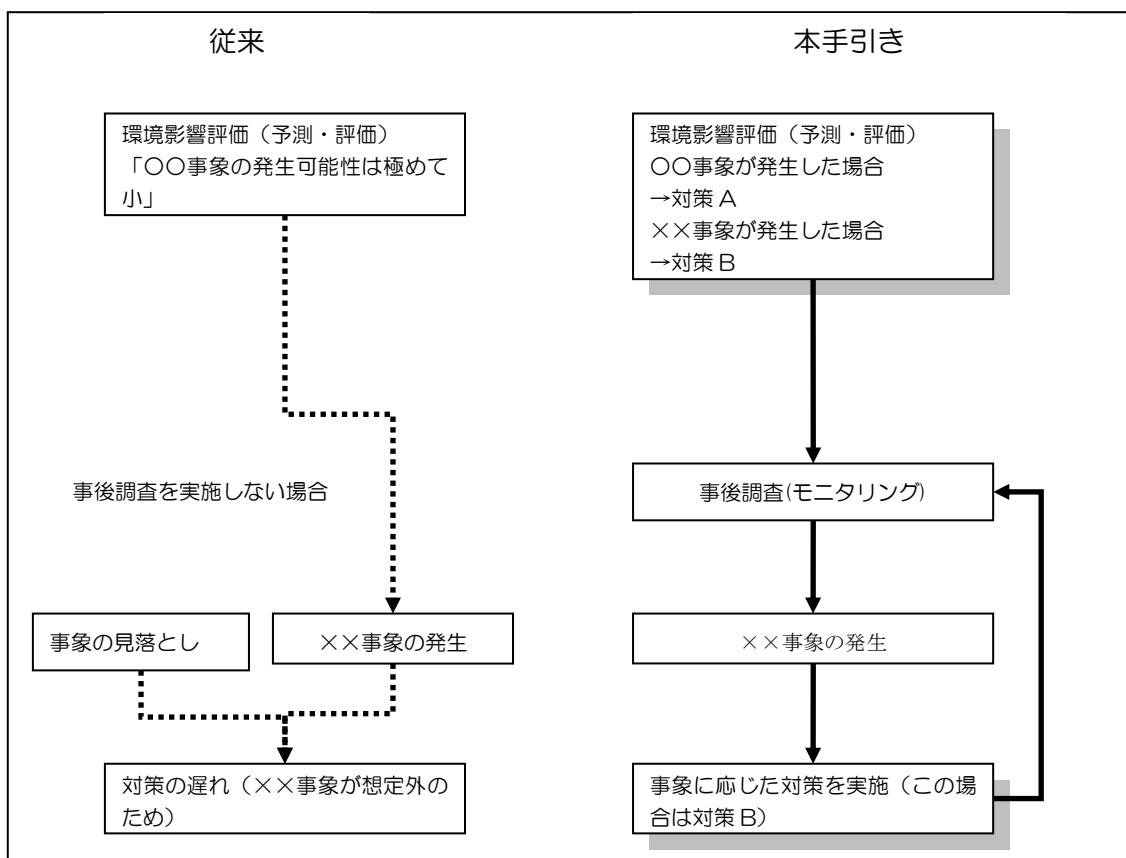 従来
環境影響評価(予測・評価)
「〇〇事象の発生可能性は極めて
小」
事後調査を実施しない場合
事象の見落とし
××事象の発生
対策の遅れ(××事象が想定外の
ため)
本手引き
環境影響評価(予測・評価)
〇〇事象が発生した場合
→対策A
××事象が発生した場合
→対策B
事後調査(モニタリング)
××事象の発生
事象に応じた対策を実施(この場
合は対策B)